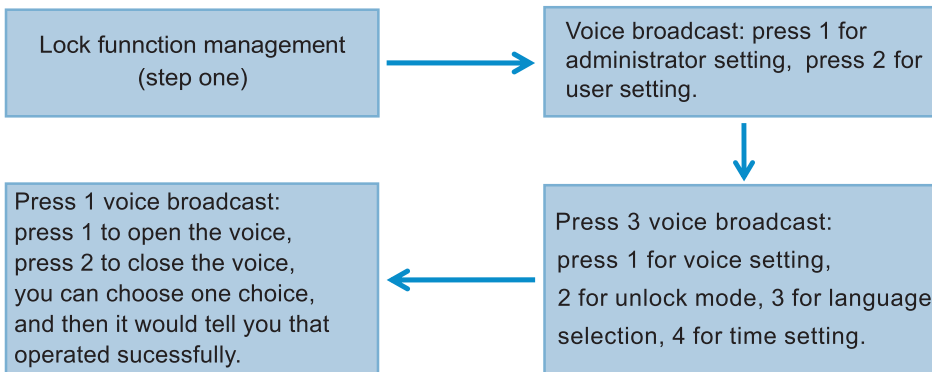 Lock funnction management
(step one)
Voice broadcast: press 1 for
administrator setting, press 2 for
user setting.
Press 3 voice broadcast:
press 1 for voice setting,
2 for unlock mode, 3 for language
selection, 4 for time setting.
Press 1 voice broadcast:
press 1 to open the voice,
press 2 to close the voice,
you can choose one choice,
and then it would tell you that
operated sucessfully.